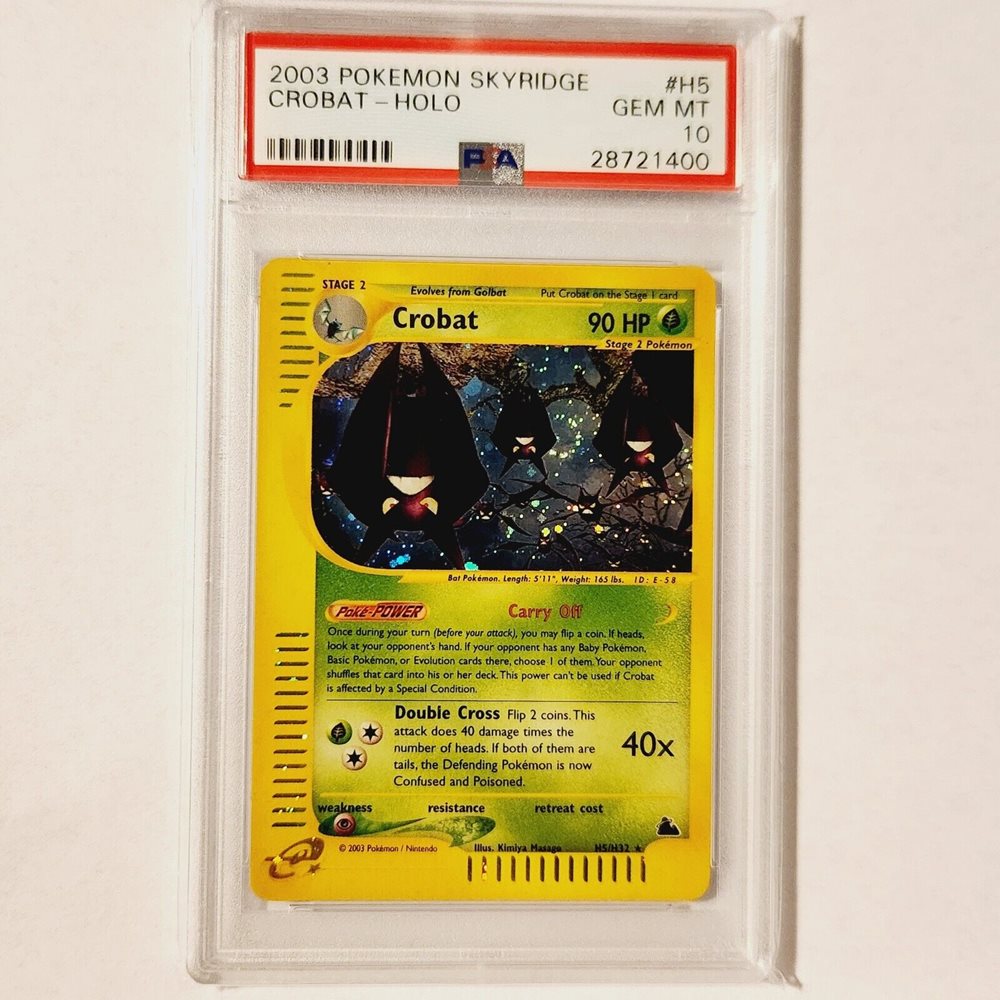 2003 POKEMON SKYRIDGE #H5
CROBAT - HOLO GEM MT
10
PSA 28721400
STAGE 2 Evolves from Golbat Put Crobat on the Stage 1 card
Crobat 90 HP
Stage 2 Pokémon
Bat Pokémon. Length: 5'11", Weight: 165 lbs. ID: E-58
Poké-POWER Carry Off
Once during your turn (before your attack), you may flip a coin. If heads,
look at your opponent's hand. If your opponent has any Baby Pokémon,
Basic Pokémon, or Evolution cards there, choose 1 of them. Your opponent
shuffles that card into his or her deck. This power can't be used if Crobat
is affected by a Special Condition.
Double Cross Flip 2 coins. This
attack does 40 damage times the
number of heads. If both of them are
tails, the Defending Pokémon is now
Confused and Poisoned.
40x
weakness resistance retreat cost
© 2003 Pokémon / Nintendo Illus. Kimiya Masago H5/H32 ★